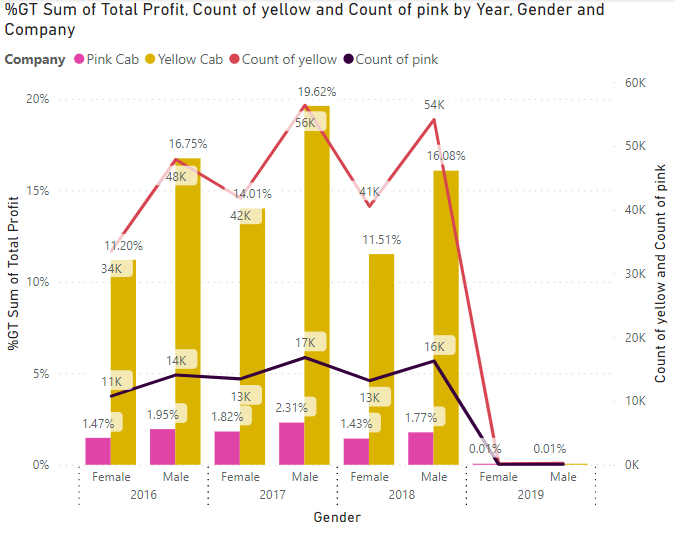 %GT Sum of Total Profit, Count of yellow and Count of pink by Year, Gender and
Company
Company Pink Cab Yellow Cab Count of yellow Count of pink
%GT Sum of Total Profit
20%
15%
10%
5%
0%
60K
50K
40K
30K
20K
10K
0K
Count of yellow and Count of pink
11.20%
34K
11K
1.47%
16.75%
48K
14K
1.95%
14.01%
42K
13K
1.82%
19.62%
56K
17K
2.31%
11.51%
41K
13K
1.43%
54K
16.08%
16K
1.77%
0.01%
0.01%
Female Male Female Male Female Male Female Male
2016 2017 2018 2019
Gender